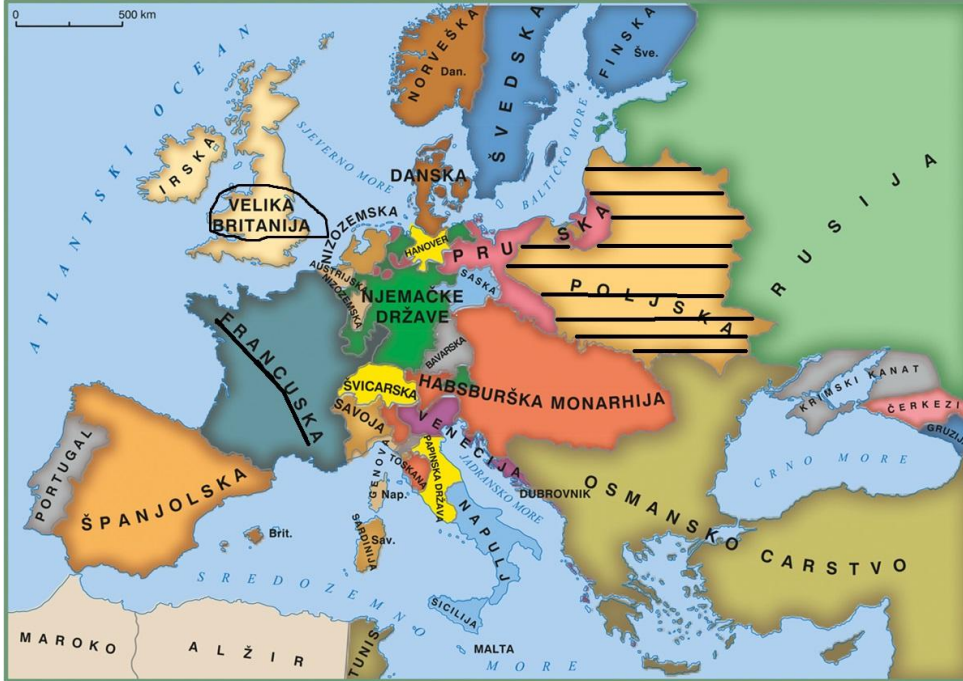 0 500 km
NORVEŠKA
Dan.
ŠVEDSKA
FINSKA
Šve.
ATLANTSKI OCEAN
SJEVERNO MORE
BALTIČKO MORE
IRSKA
DANSKA
VELIKA
BRITANIJA
NIZOZEMSKA
HANOVER
PRUSKA
RUSIJA
AUSTRIJSKA
NIZOZEMSKA
SASKA
POLJSKA
NJEMAČKE
DRŽAVE
FRANCUSKA
BAVARSKA
ŠVICARSKA
HABSBURŠKA MONARHIJA
KRIMSKI KANAT
ČERKEZI
GRUZIJA
SAVOJA
VENECIJA
PORTUGAL
ŠPANJOLSKA
GENOVA
TOSKANA
PAPINSKA DRŽAVA
JADRANSKO MORE
DUBROVNIK
CRNO MORE
Nap.
OSMANSKO CARSTVO
NAPULJ
Brit.
SARDINIJA
Sav.
SREDOZEMNO
MORE
SICILIJA
MAROKO
ALŽIR
TUNIS
MALTA